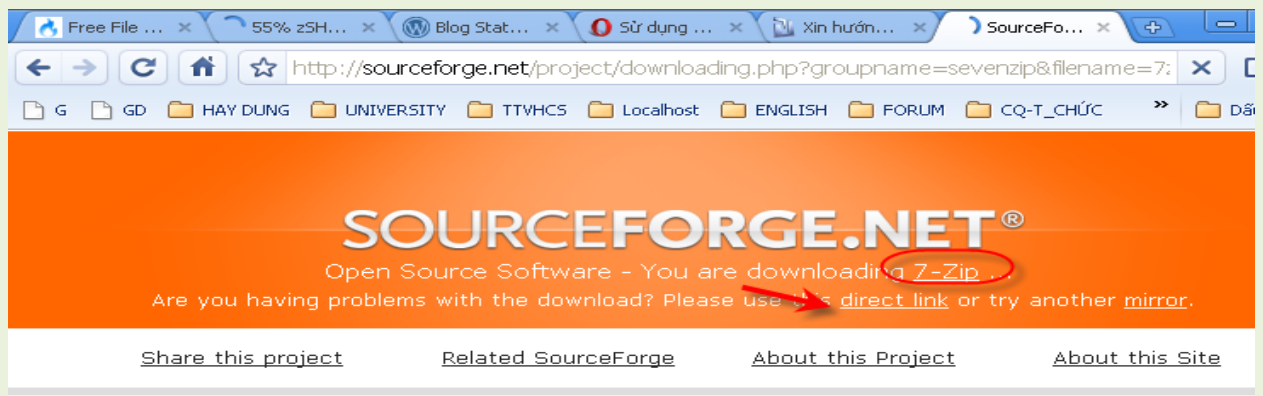 Free File ... 55% zSH... Blog Stat... Sử dụng ... Xin hướn... SourceFo...
http://sourceforge.net/project/downloading.php?groupname=sevenzip&filename=7z
G GD HAY DUNG UNIVERSITY TTVHCS Localhost ENGLISH FORUM CQ-T_CHỨC »
SOURCEFORGE.NET®
Open Source Software - You are downloading 7-Zip ...
Are you having problems with the download? Please use this direct link or try another mirror.
Share this project Related SourceForge About this Project About this Site